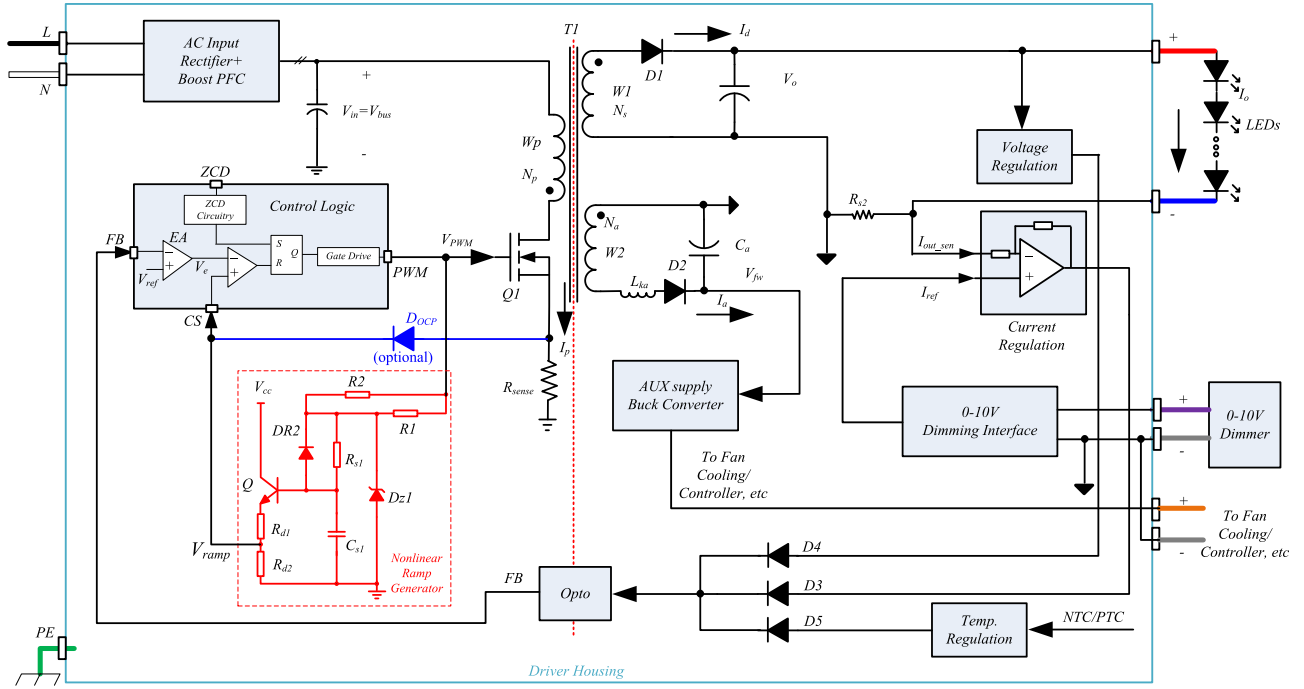 L
N
AC Input
Rectifier+
Boost PFC
+
V_in=V_bus
-
T1
Wp
N_p
W1
N_s
D1
I_d
V_o
+
I_o
LEDs
-
Voltage
Regulation
R_s2
I_out_sen
I_ref
-
+
Current
Regulation
ZCD
ZCD
Circuitry
Control Logic
FB
EA
-
+
V_ref
V_e
-
+
S
R
Q
Gate Drive
PWM
V_PWM
Q1
CS
D_OCP
(optional)
I_p
R_sense
N_a
W2
C_a
L_ka
D2
V_fw
I_a
AUX supply
Buck Converter
0-10V
Dimming Interface
+
-
0-10V
Dimmer
To Fan
Cooling/
Controller, etc
+
-
To Fan
Cooling/
Controller, etc
V_cc
R2
R1
DR2
R_s1
Dz1
Q
R_d1
R_d2
C_s1
V_ramp
Nonlinear
Ramp
Generator
FB
Opto
D4
D3
D5
Temp.
Regulation
NTC/PTC
PE
Driver Housing